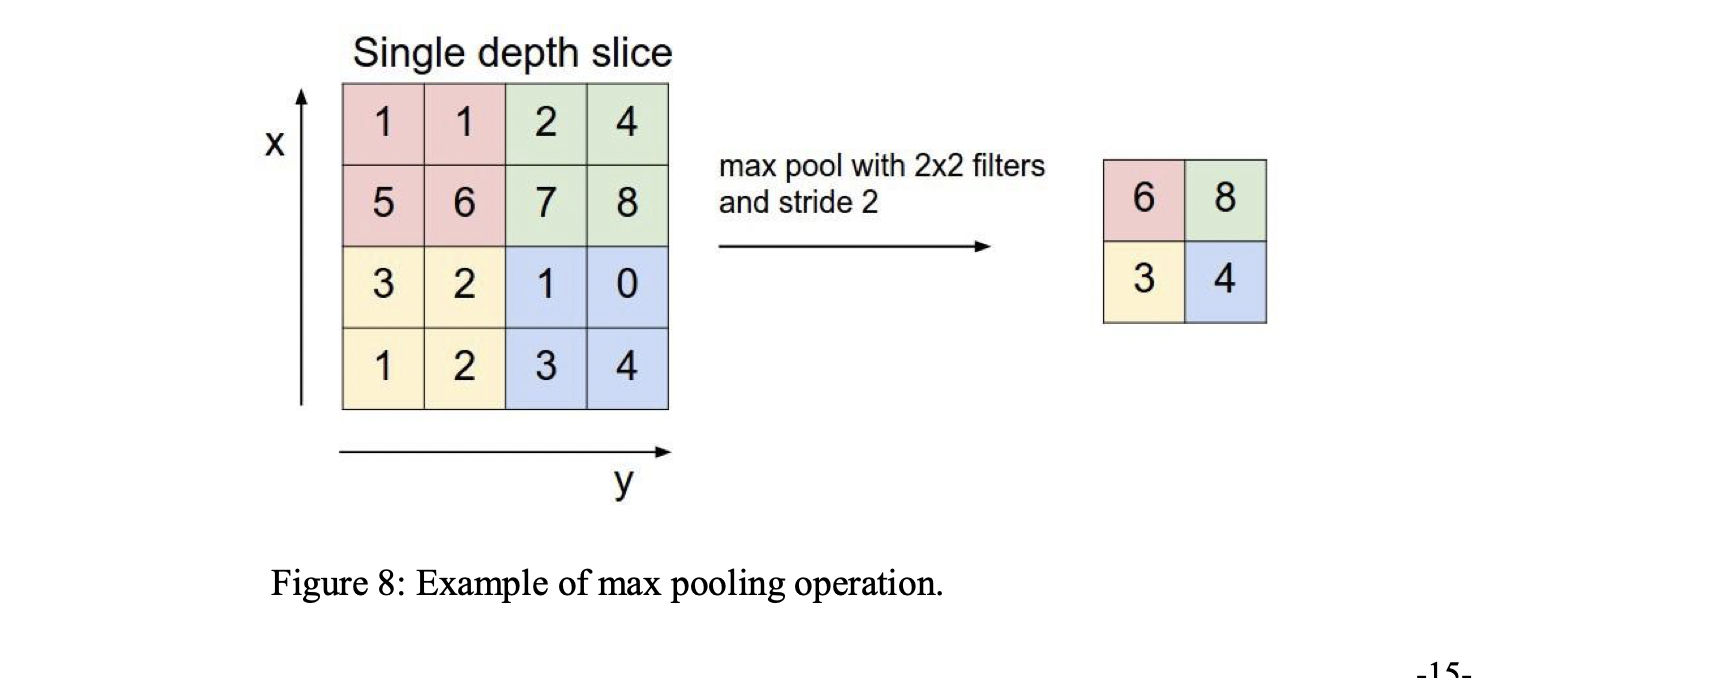 Single depth slice
x
1 1 2 4
5 6 7 8
3 2 1 0
1 2 3 4
y
max pool with 2x2 filters
and stride 2
6 8
3 4
Figure 8: Example of max pooling operation.
-15-